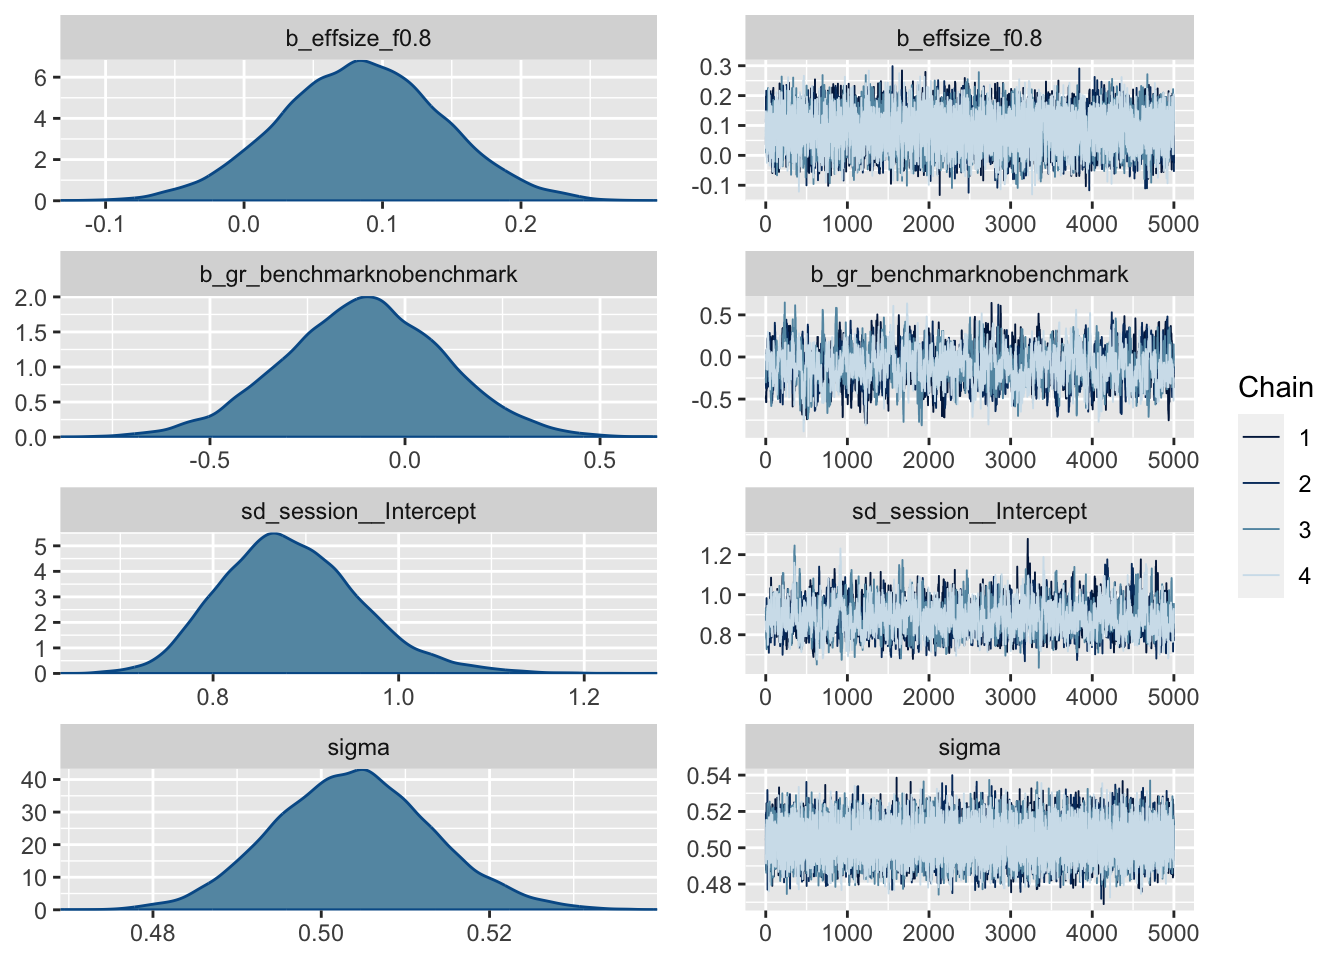 b_effsize_f0.8
6
4
2
0
-0.1 0.0 0.1 0.2
b_effsize_f0.8
0.3
0.2
0.1
0.0
-0.1
0 1000 2000 3000 4000 5000
b_gr_benchmarknobenchmark
2.0
1.5
1.0
0.5
0.0
-0.5 0.0 0.5
b_gr_benchmarknobenchmark
0.5
0.0
-0.5
0 1000 2000 3000 4000 5000
sd_session__Intercept
5
4
3
2
1
0
0.8 1.0 1.2
sd_session__Intercept
1.2
1.0
0.8
0 1000 2000 3000 4000 5000
sigma
40
30
20
10
0
0.48 0.50 0.52
sigma
0.54
0.52
0.50
0.48
0 1000 2000 3000 4000 5000
Chain
1
2
3
4